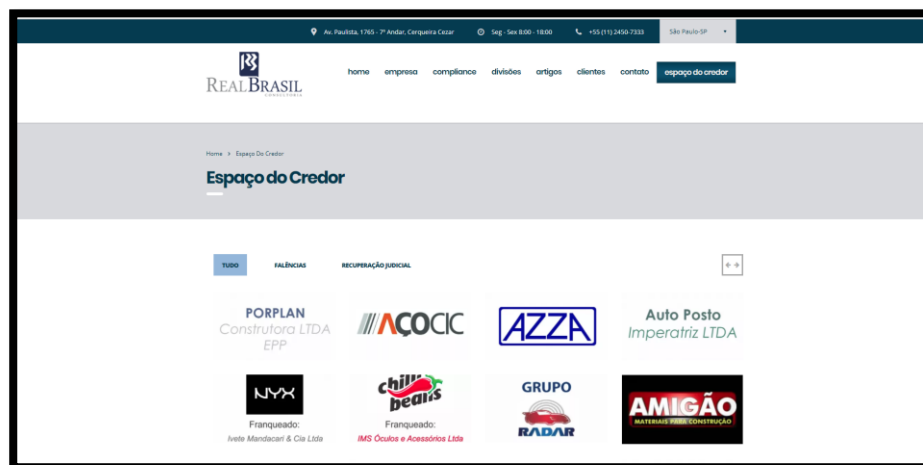 Av. Paulista, 1765 - 7º Andar, Cerqueira Cezar Seg - Sex 8:00 - 18:00 +55 (11) 2450-7333 São Paulo-SP
REAL BRASIL
CONSULTORIA
home empresa compliance divisões artigos clientes contato espaço do credor
Home > Espaço Do Credor
Espaço do Credor
TUDO FALÊNCIAS RECUPERAÇÃO JUDICIAL
PORPLAN
Construtora LTDA
EPP
AÇOCIC
AZZA
Auto Posto
Imperatriz LTDA
NYX
Franqueado:
Ivete Mandacari & Cia Ltda
chilli beans
Franqueado:
IMS Óculos e Acessórios Ltda
GRUPO
RADAR
AMIGÃO
MATERIAIS PARA CONSTRUÇÃO